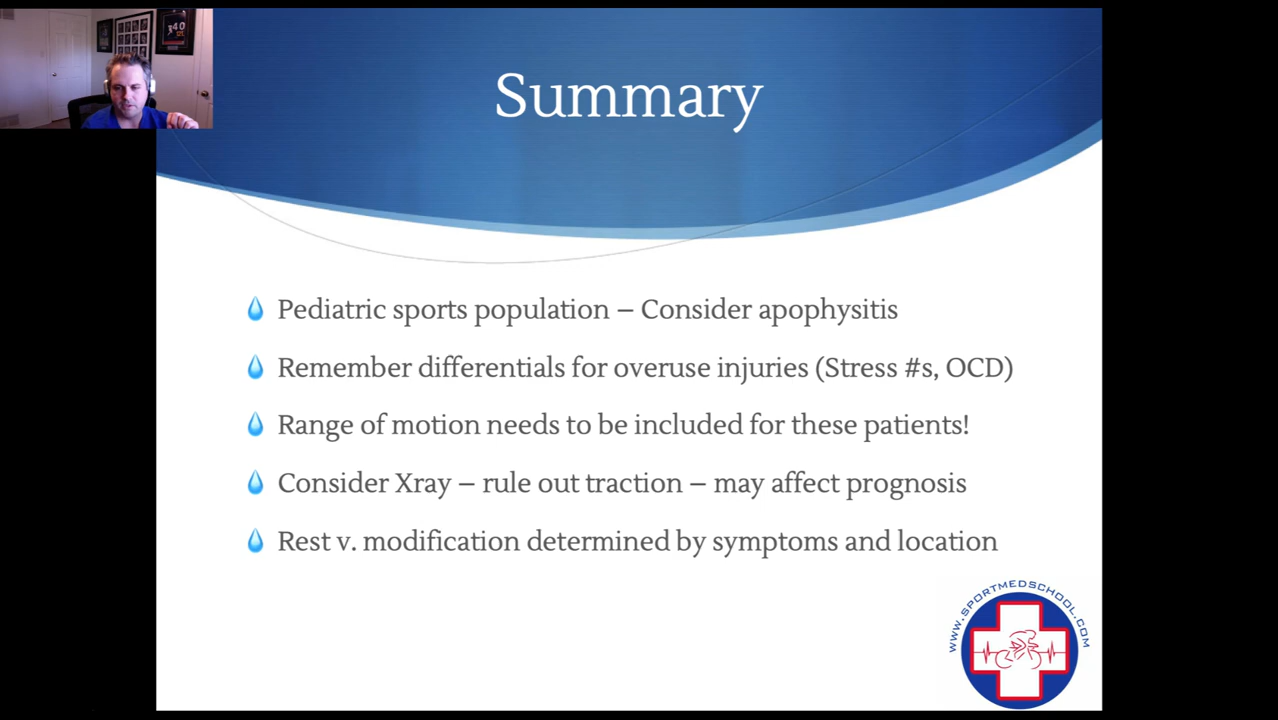 Summary
Pediatric sports population – Consider apophysitis
Remember differentials for overuse injuries (Stress #s, OCD)
Range of motion needs to be included for these patients!
Consider Xray – rule out traction – may affect prognosis
Rest v. modification determined by symptoms and location
WWW.SPORTMEDSCHOOL.COM
40